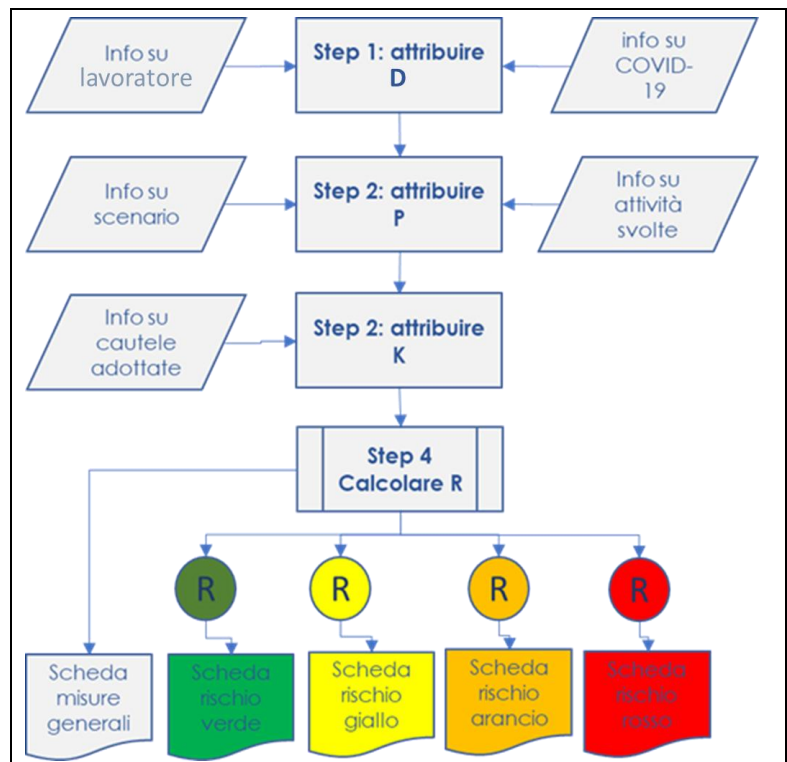 Info su
lavoratore
Step 1: attribuire
D
info su
COVID-
19
Info su
scenario
Step 2: attribuire
P
Info su
attività
svolte
Info su
cautele
adottate
Step 2: attribuire
K
Step 4
Calcolare R
R
R
R
R
Scheda
misure
generali
Scheda
rischio
verde
Scheda
rischio
giallo
Scheda
rischio
arancio
Scheda
rischio
rosso